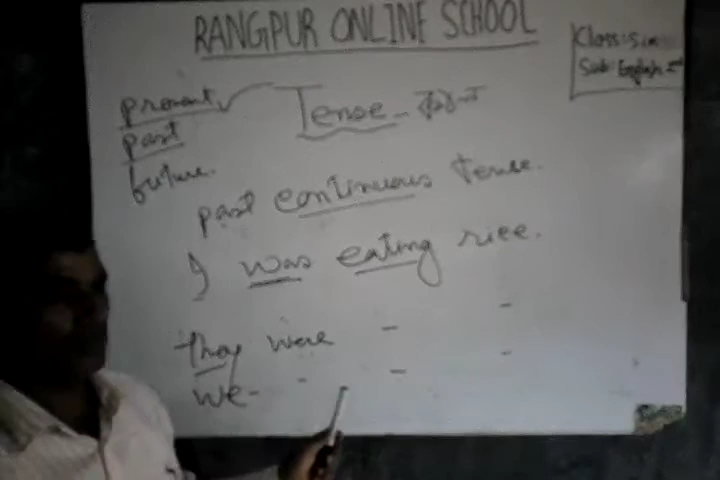 RANGPUR ONLINE SCHOOL
Class: Six
Sub: English 2nd
present
past
future.
Tense -
past continuous Tense.
I was eating rice.
they were - -
We - - - -